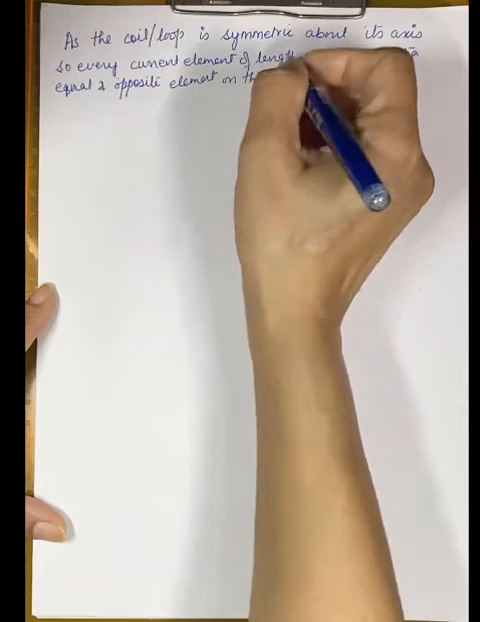 As the coil/loop is symmetric about its axis
so every current element of length
equal & opposite element on th